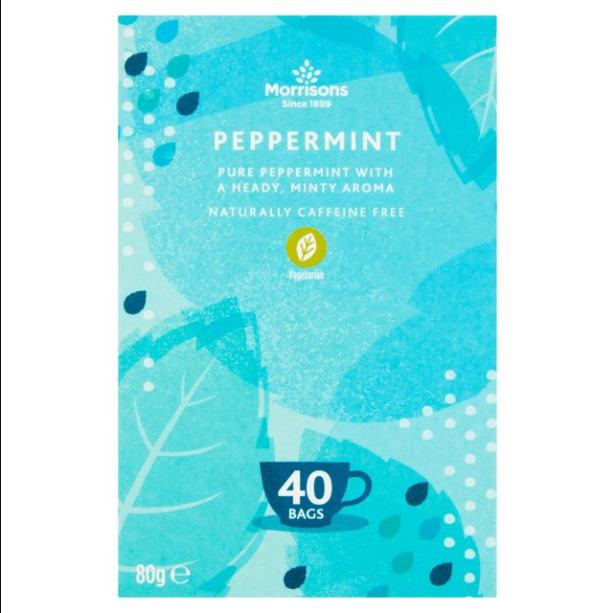 Morrisons
Since 1899
PEPPERMINT
PURE PEPPERMINT WITH
A HEADY, MINTY AROMA
NATURALLY CAFFEINE FREE
Vegetarian
40
BAGS
80g ℮